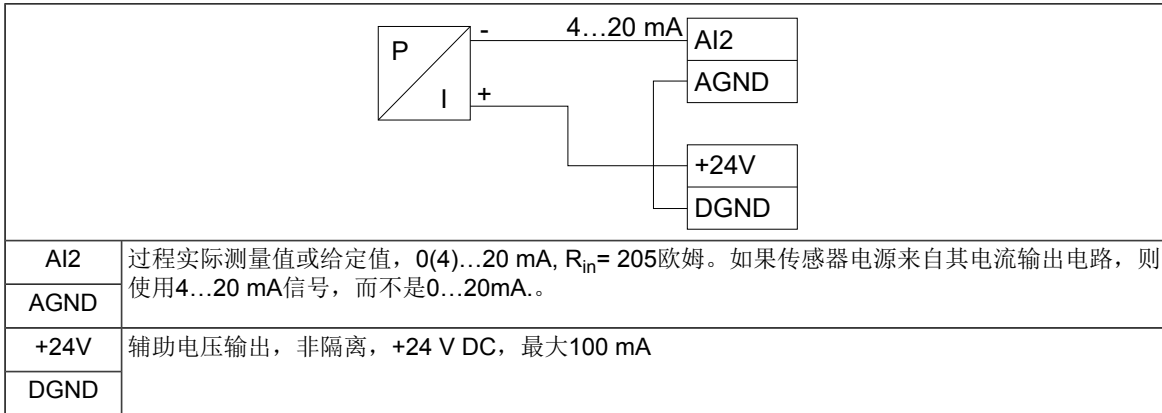 P
I
-
+
4…20 mA
AI2
AGND
+24V
DGND
AI2
AGND
过程实际测量值或给定值，0(4)…20 mA, Rin= 205欧姆。如果传感器电源来自其电流输出电路，则
使用4…20 mA信号，而不是0…20mA.。
+24V
DGND
辅助电压输出，非隔离，+24 V DC，最大100 mA